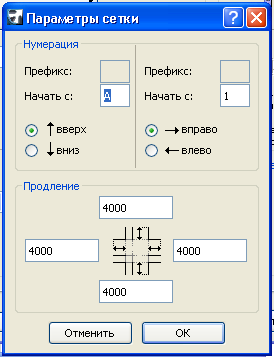 Параметры сетки
Нумерация
Префикс: Префикс:
Начать с: А Начать с: 1
вверх вправо
вниз влево
Продление
4000
4000 4000
4000
Отменить OK